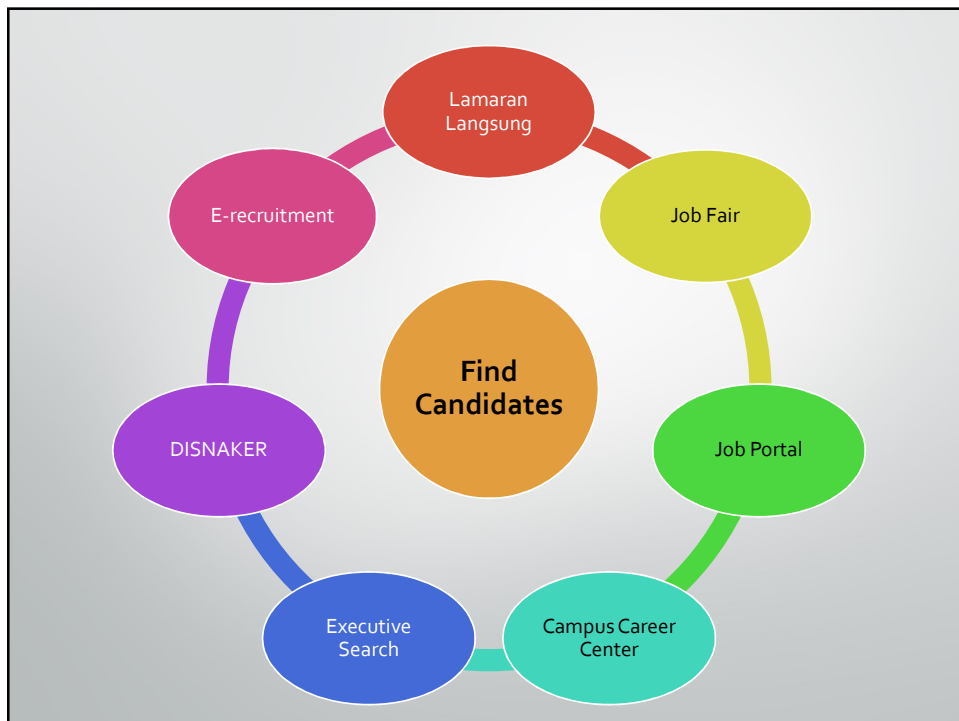 Lamaran
Langsung
Job Fair
Job Portal
Campus Career
Center
Executive
Search
DISNAKER
E-recruitment
Find
Candidates